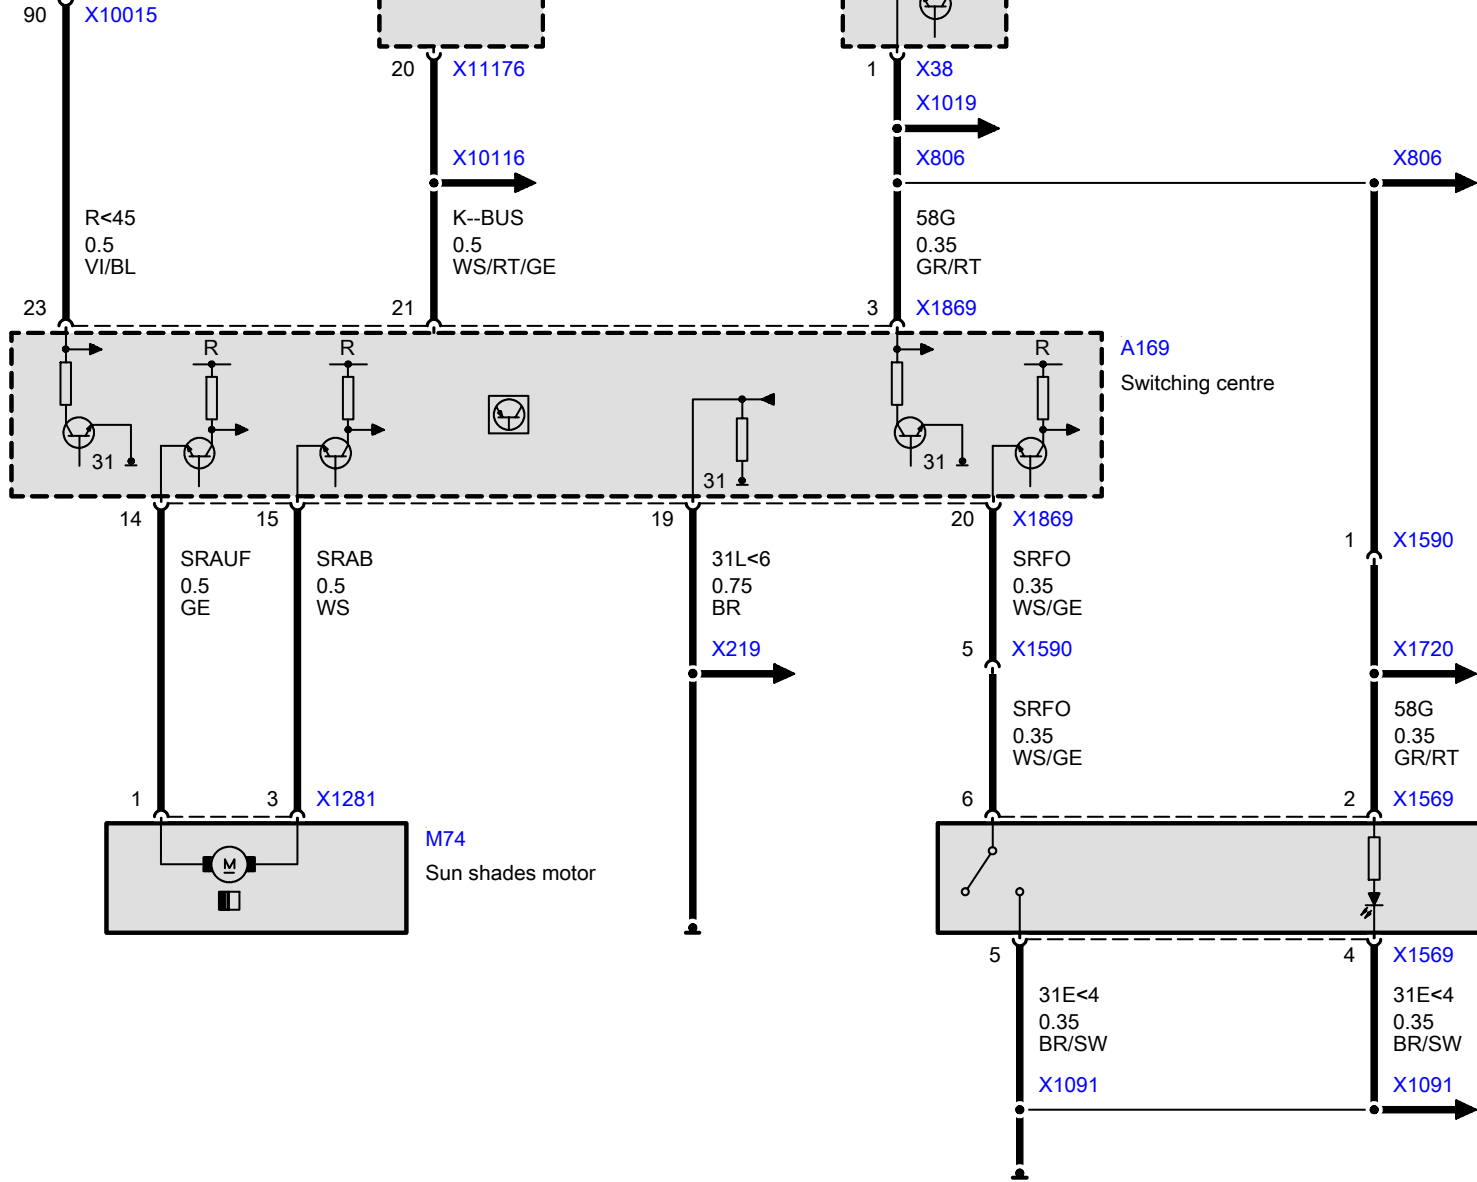 90 X10015
20 X11176
1 X38
X1019
X10116
X806
X806
R<45
0.5
VI/BL
K--BUS
0.5
WS/RT/GE
58G
0.35
GR/RT
23
21
3 X1869
R
R
R
A169
Switching centre
31
31
31
14
15
19
20 X1869
1 X1590
SRAUF
0.5
GE
SRAB
0.5
WS
31L<6
0.75
BR
SRFO
0.35
WS/GE
X219
5 X1590
X1720
SRFO
0.35
WS/GE
58G
0.35
GR/RT
1
3 X1281
6
2 X1569
M74
Sun shades motor
M
5
4 X1569
31E<4
0.35
BR/SW
31E<4
0.35
BR/SW
X1091
X1091